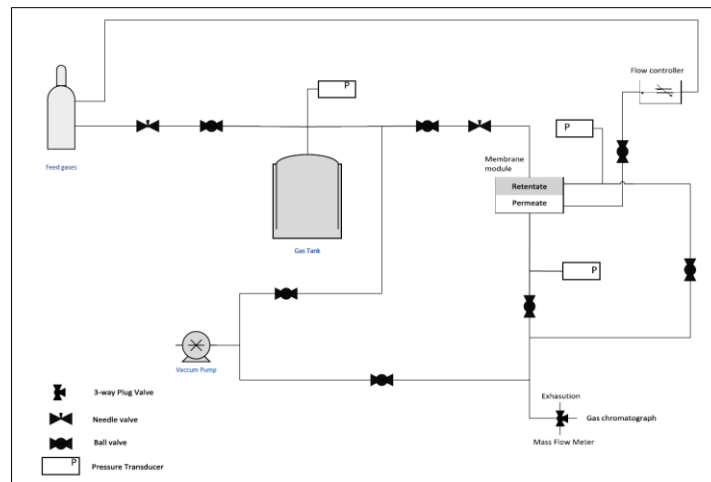 Flow controller
P
P
Feed gases
Membrane
module
Retentate
Permeate
Gas Tank
P
Vaccum Pump
3-way Plug Valve
Exhasution
Needle valve
Gas chromatograph
Ball valve
Mass Flow Meter
P
Pressure Transducer